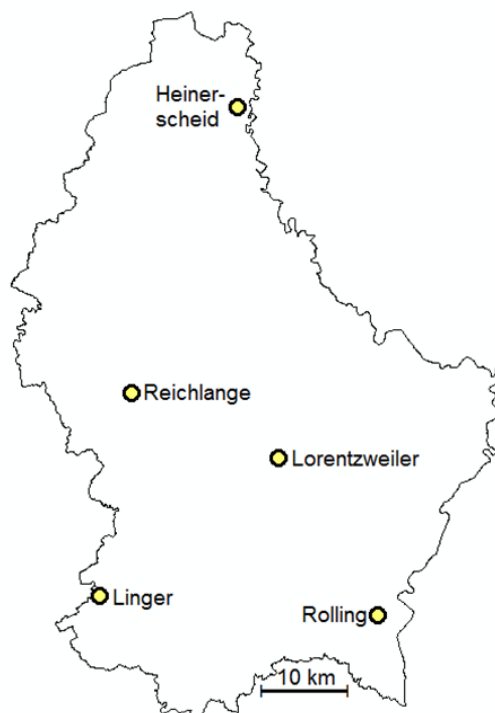 Heiner-
scheid
Reichlange
Lorentzweiler
Linger
Rolling
10 km